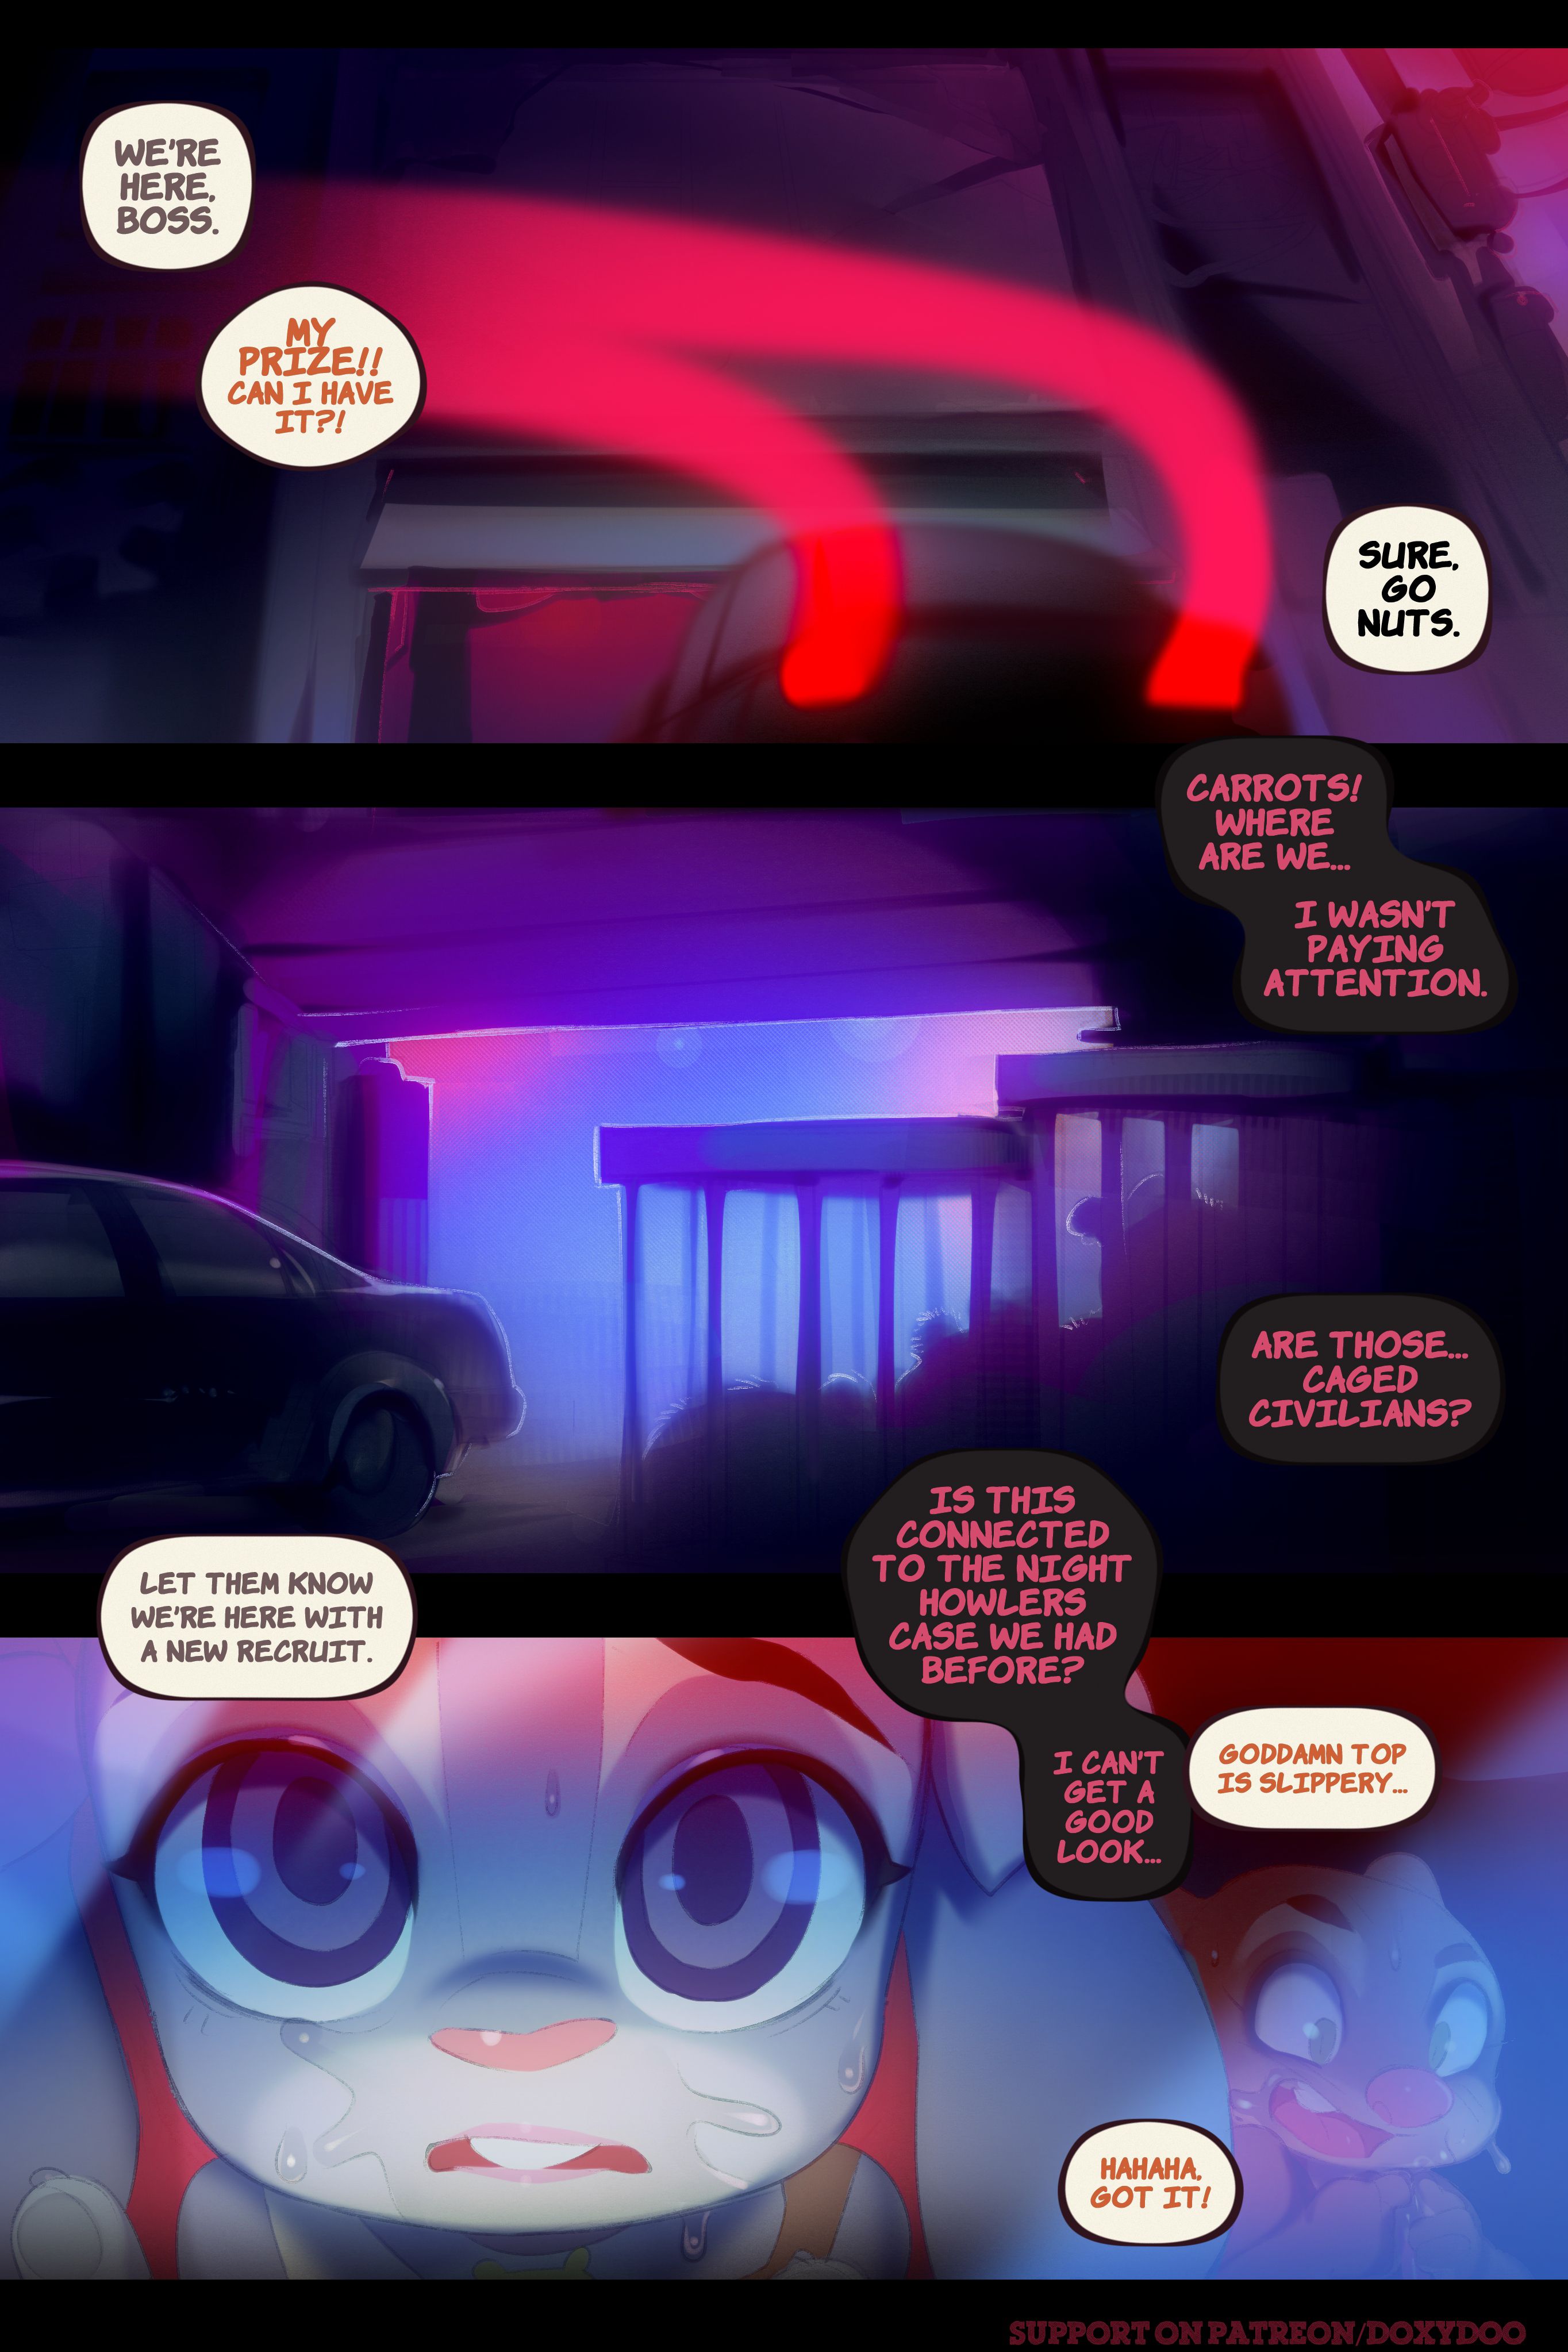 WE'RE
HERE,
BOSS.
MY
PRIZE!!
CAN I HAVE
IT?!
SURE,
GO
NUTS.
CARROTS!
WHERE
ARE WE...
I WASN'T
PAYING
ATTENTION.
ARE THOSE...
CAGED
CIVILIANS?
IS THIS
CONNECTED
TO THE NIGHT
HOWLERS
CASE WE HAD
BEFORE?
LET THEM KNOW
WE'RE HERE WITH
A NEW RECRUIT.
I CAN'T
GET A
GOOD
LOOK...
GODDAMN TOP
IS SLIPPERY...
HAHAHA,
GOT IT!
SUPPORT ON PATREON/DOXYDOO